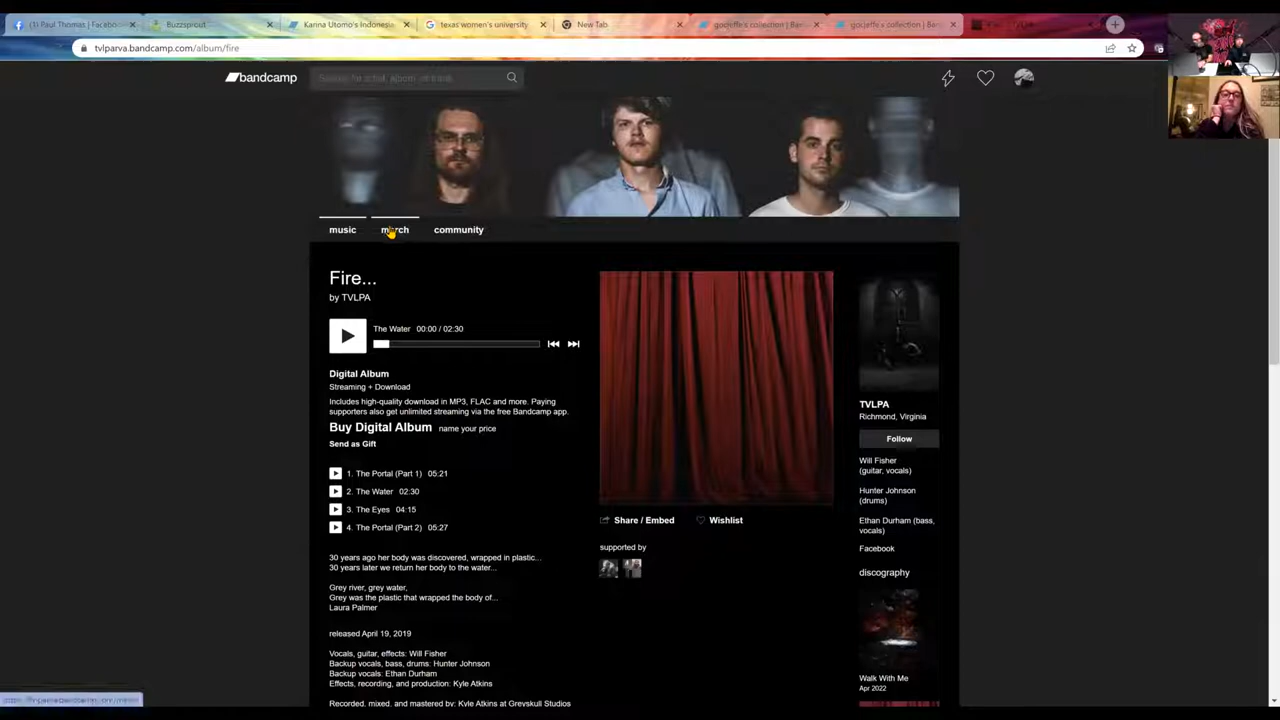 (1) Paul Thomas | Facebo
Buzzsprout
Kanna Utomo's Indonesia
texas women's university
New Tab
gocjeffe's collection | Ban
gocjeffe's collection | Ban
tvlparva.bandcamp.com/album/fire
bandcamp
music
merch
community
Fire...
by TVLPA
The Water 00:00 / 02:30
Digital Album
Streaming + Download
Includes high-quality download in MP3, FLAC and more. Paying
supporters also get unlimited streaming via the free Bandcamp app.
Buy Digital Album name your price
Send as Gift
1. The Portal (Part 1) 05:21
2. The Water 02:30
3. The Eyes 04:15
4. The Portal (Part 2) 05:27
30 years ago her body was discovered, wrapped in plastic...
30 years later we return her body to the water...
Grey river, grey water,
Grey was the plastic that wrapped the body of...
Laura Palmer
released April 19, 2019
Vocals, guitar, effects: Will Fisher
Backup vocals, bass, drums: Hunter Johnson
Backup vocals: Ethan Durham
Effects, recording, and production: Kyle Atkins
Recorded, mixed, and mastered by: Kyle Atkins at Greyskull Studios
Share / Embed
Wishlist
supported by
TVLPA
Richmond, Virginia
Follow
Will Fisher
(guitar, vocals)
Hunter Johnson
(drums)
Ethan Durham (bass,
vocals)
Facebook
discography
Walk With Me
Apr 2022